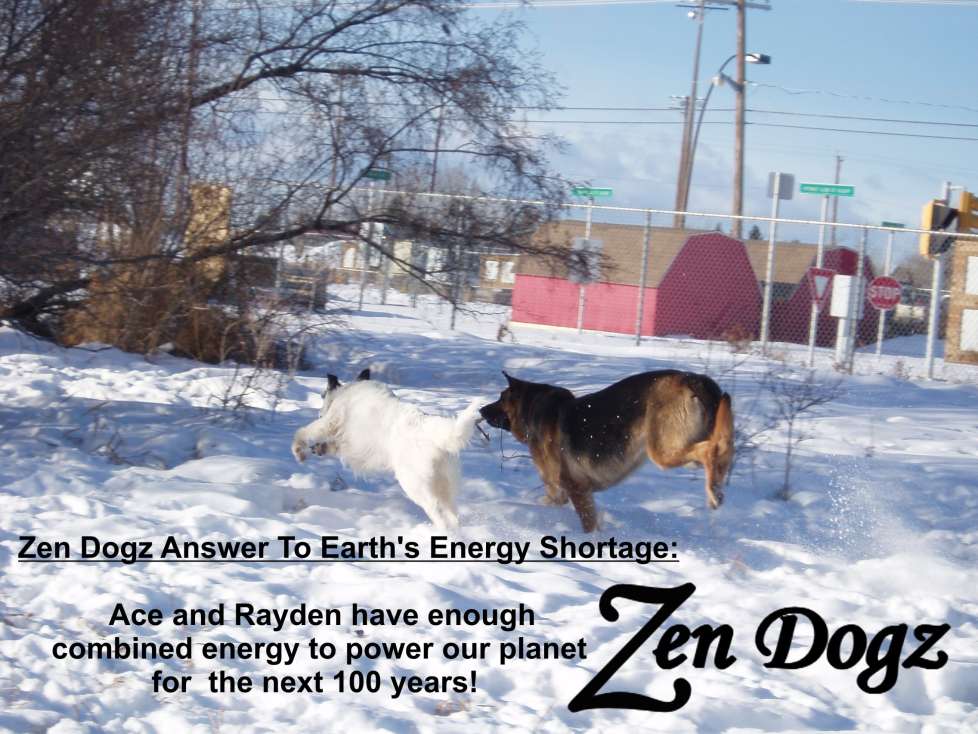 STOP
Zen Dogz Answer To Earth's Energy Shortage:
Ace and Rayden have enough
combined energy to power our planet
for the next 100 years!
Zen Dogz